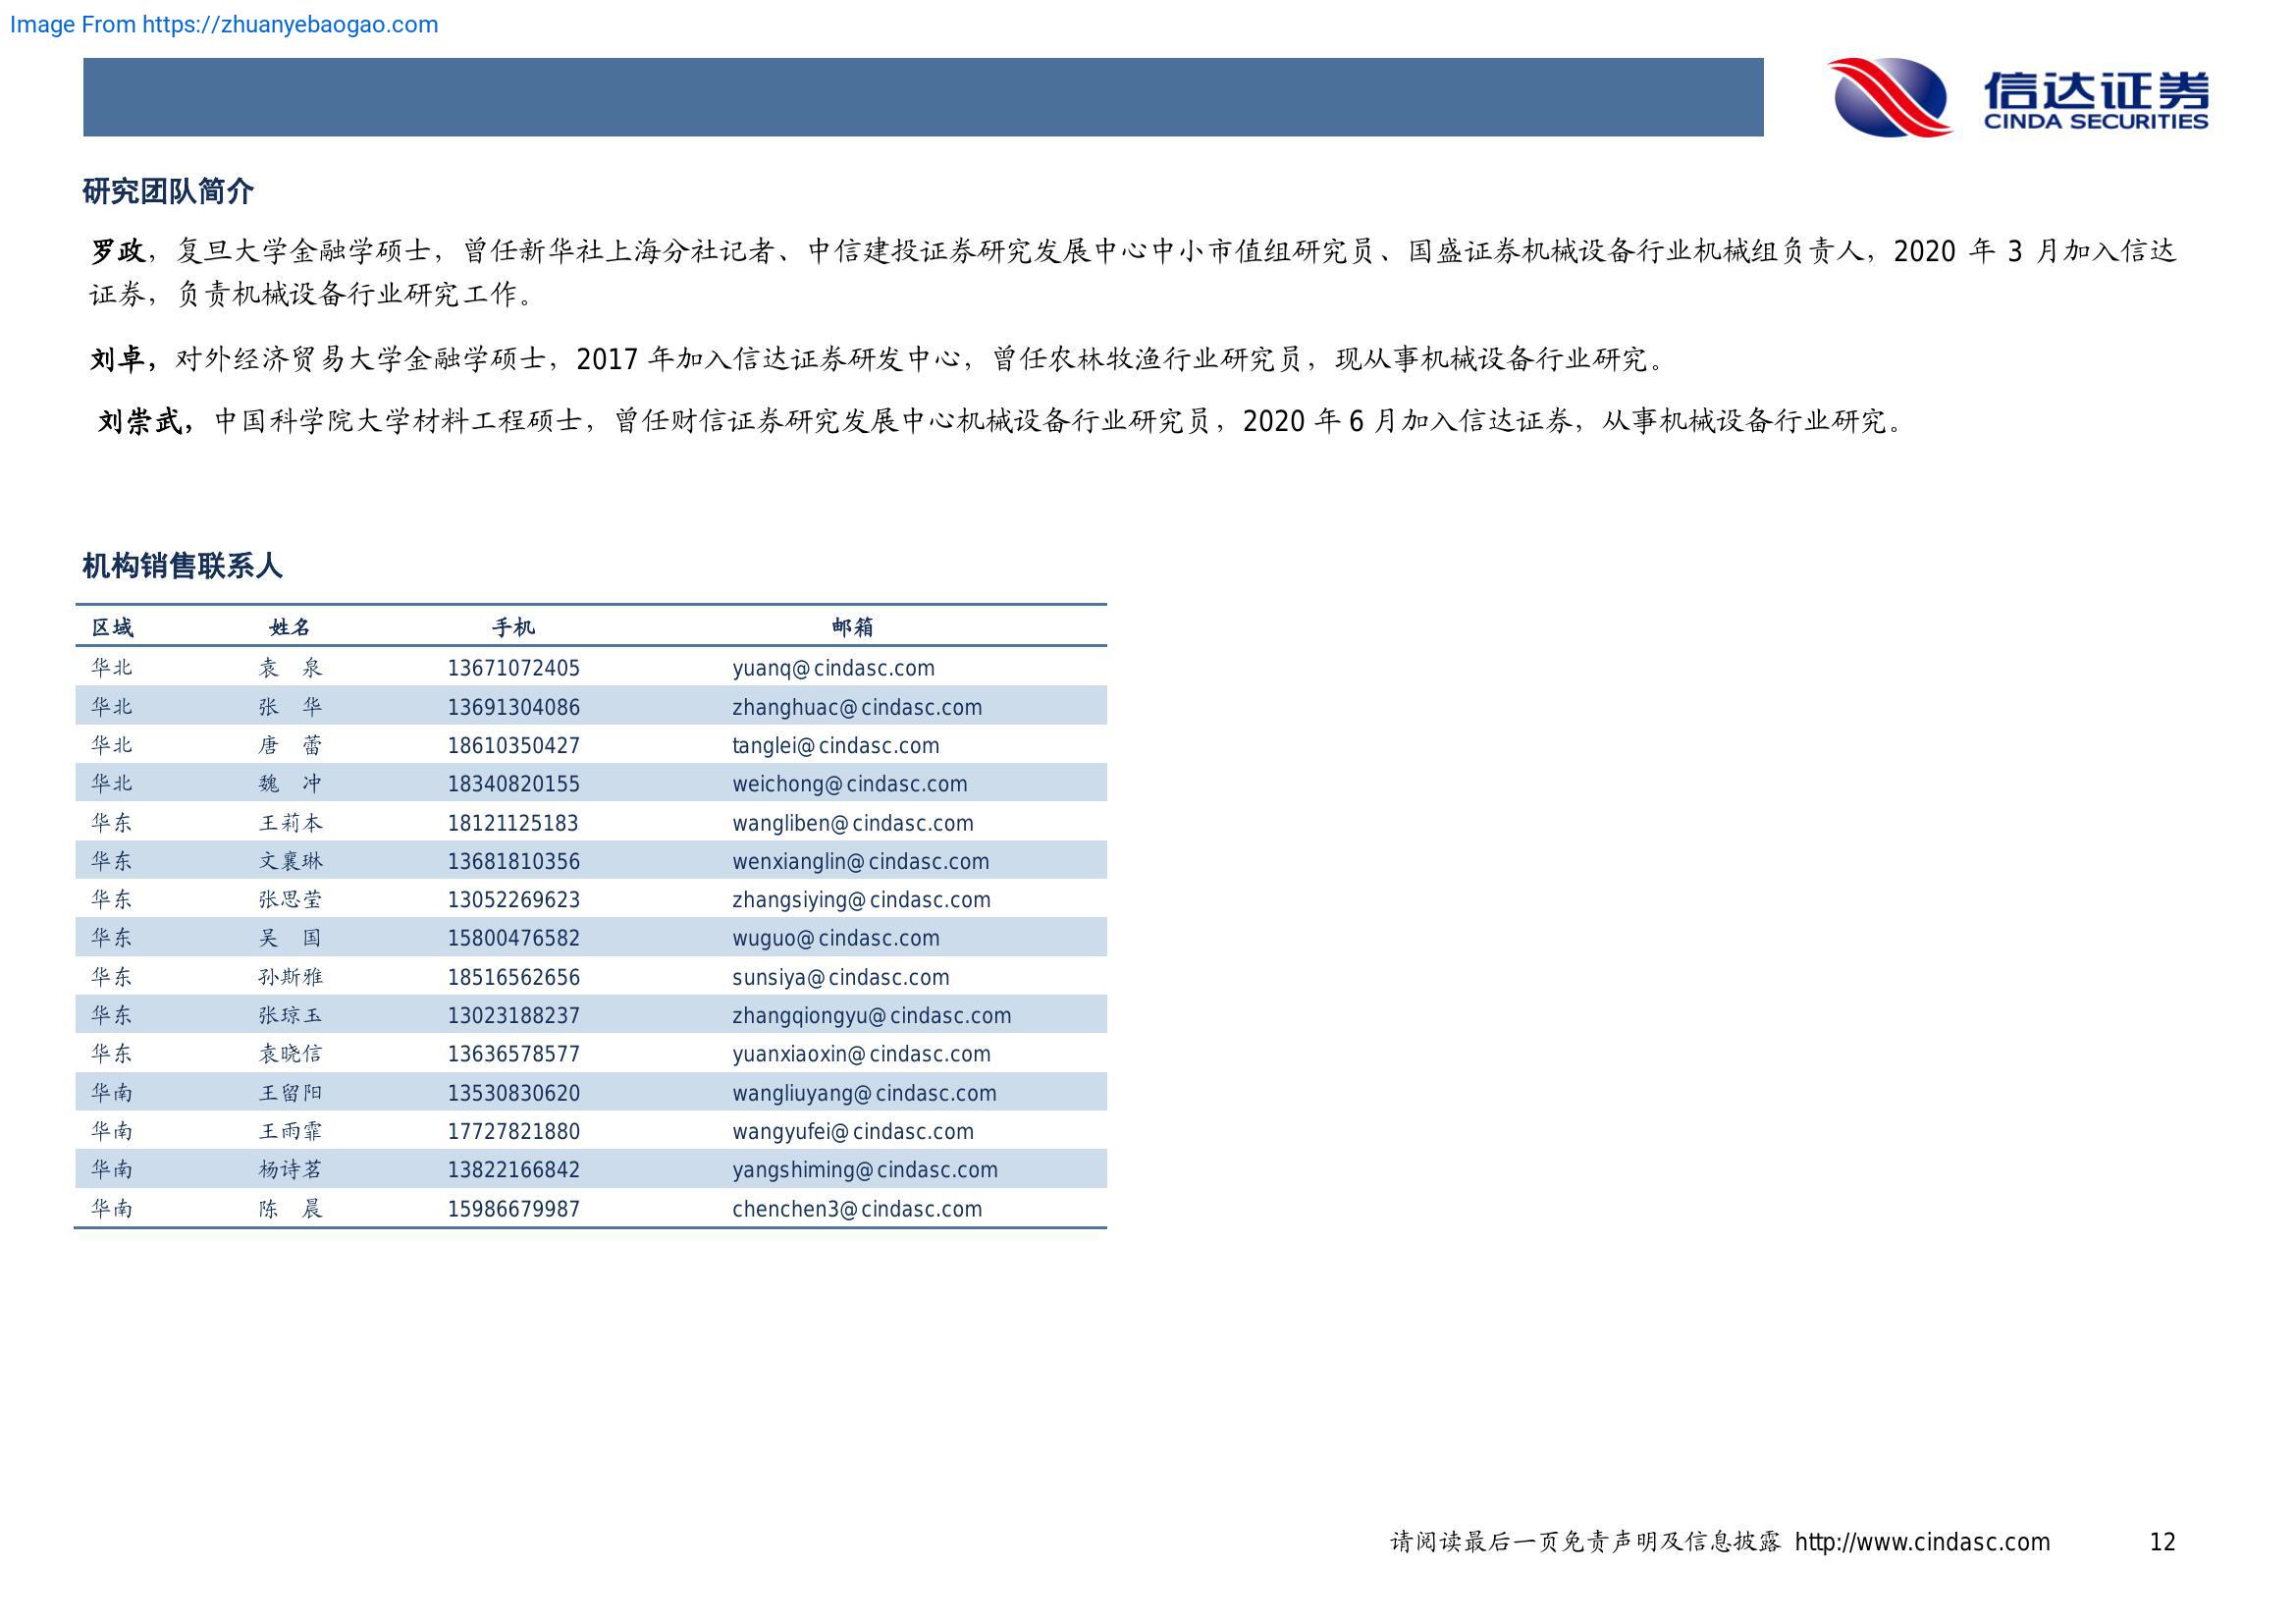 Image From https://zhuanyebaogao.com
信达证券
CINDA SECURITIES
研究团队简介
罗政，复旦大学金融学硕士，曾任新华社上海分社记者、中信建投证券研究发展中心中小市值组研究员、国盛证券机械设备行业机械组负责人，2020 年 3 月加入信达
证券，负责机械设备行业研究工作。
刘卓，对外经济贸易大学金融学硕士，2017 年加入信达证券研发中心，曾任农林牧渔行业研究员，现从事机械设备行业研究。
刘崇武，中国科学院大学材料工程硕士，曾任财信证券研究发展中心机械设备行业研究员，2020 年 6 月加入信达证券，从事机械设备行业研究。
机构销售联系人
区域 姓名 手机 邮箱
华北 袁 泉 13671072405 yuanq@cindasc.com
华北 张 华 13691304086 zhanghuac@cindasc.com
华北 唐 蕾 18610350427 tanglei@cindasc.com
华北 魏 冲 18340820155 weichong@cindasc.com
华东 王莉本 18121125183 wangliben@cindasc.com
华东 文襄琳 13681810356 wenxianglin@cindasc.com
华东 张思莹 13052269623 zhangsiying@cindasc.com
华东 吴 国 15800476582 wuguo@cindasc.com
华东 孙斯雅 18516562656 sunsiya@cindasc.com
华东 张琼玉 13023188237 zhangqiongyu@cindasc.com
华东 袁晓信 13636578577 yuanxiaoxin@cindasc.com
华南 王留阳 13530830620 wangliuyang@cindasc.com
华南 王雨霏 17727821880 wangyufei@cindasc.com
华南 杨诗茗 13822166842 yangshiming@cindasc.com
华南 陈 晨 15986679987 chenchen3@cindasc.com
请阅读最后一页免责声明及信息披露 http://www.cindasc.com 12